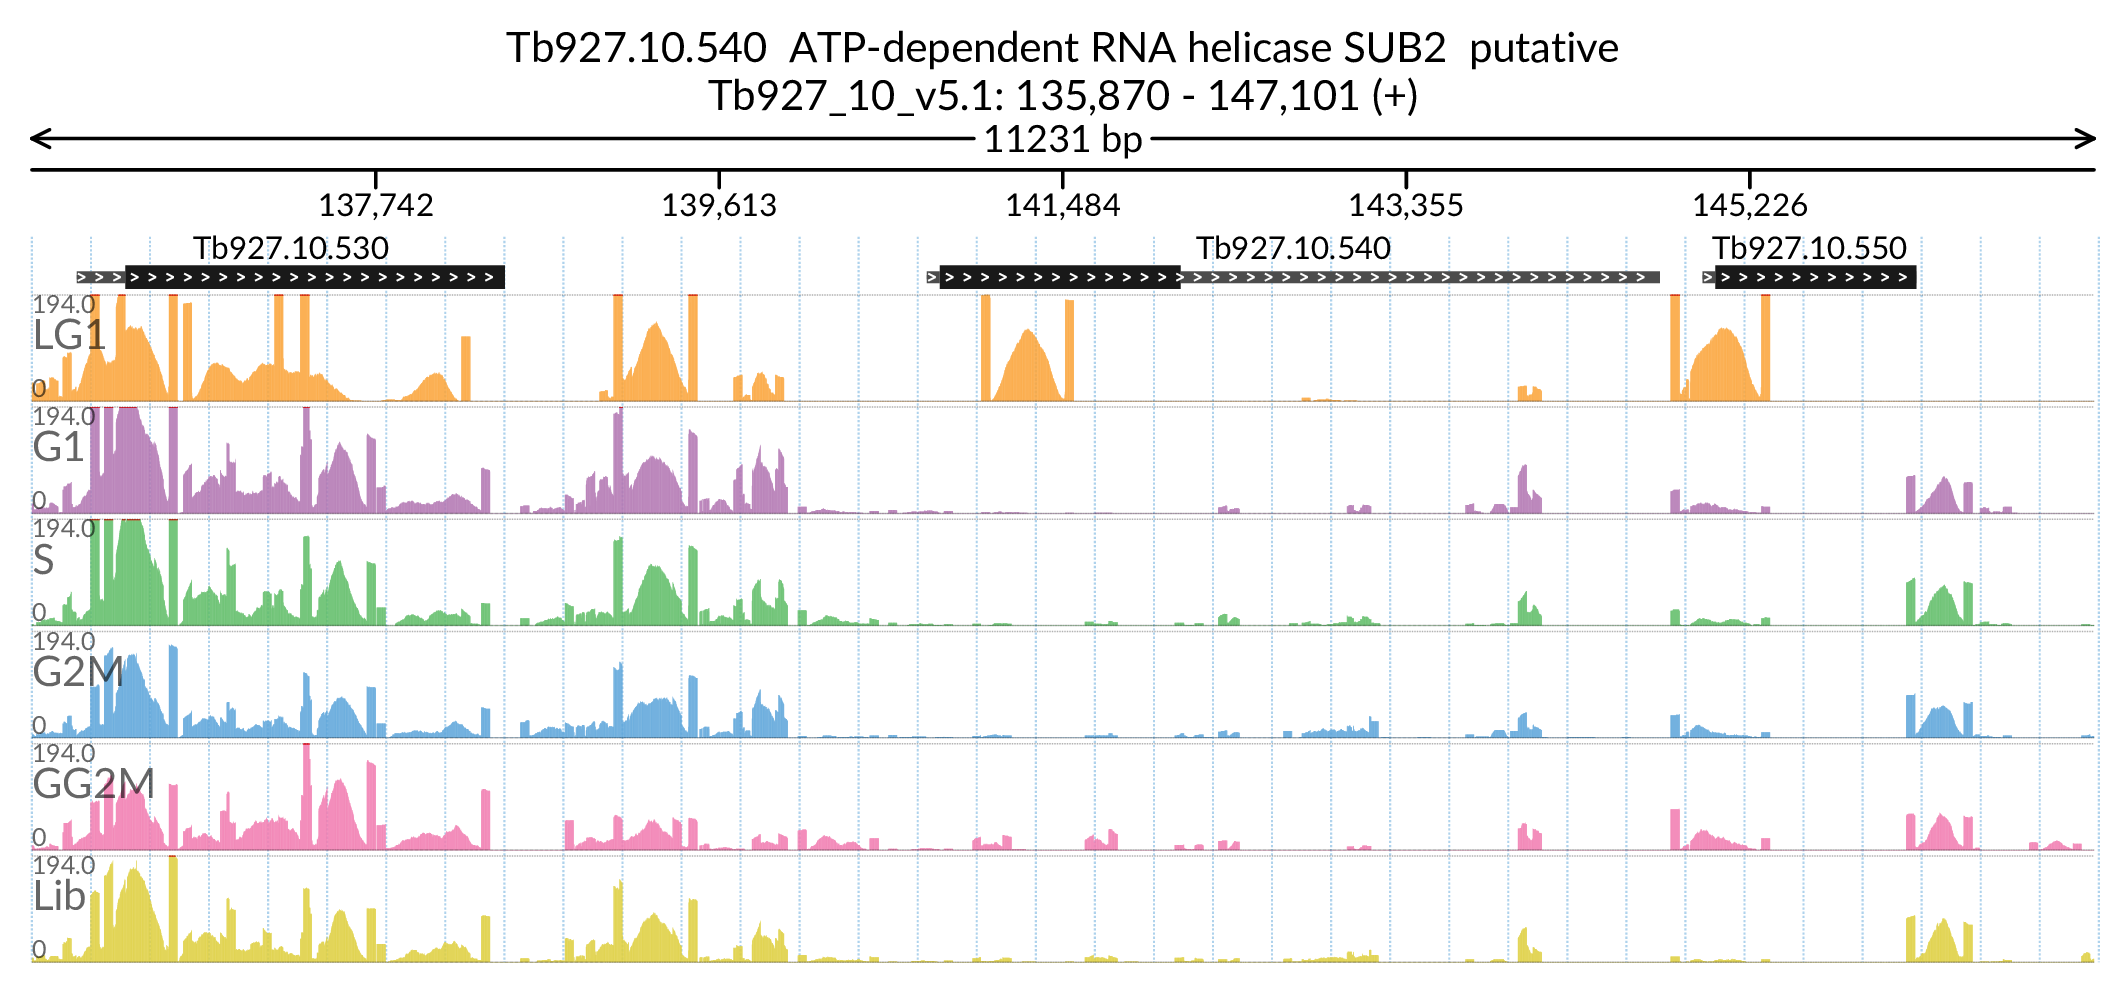 Tb927.10.540 ATP-dependent RNA helicase SUB2 putative
Tb927_10_v5.1: 135,870 - 147,101 (+)
11231 bp
137,742 139,613 141,484 143,355 145,226
Tb927.10.530 Tb927.10.540 Tb927.10.550
194.0
LG1
0
194.0
G1
0
194.0
S
0
194.0
G2M
0
194.0
GG2M
0
194.0
Lib
0